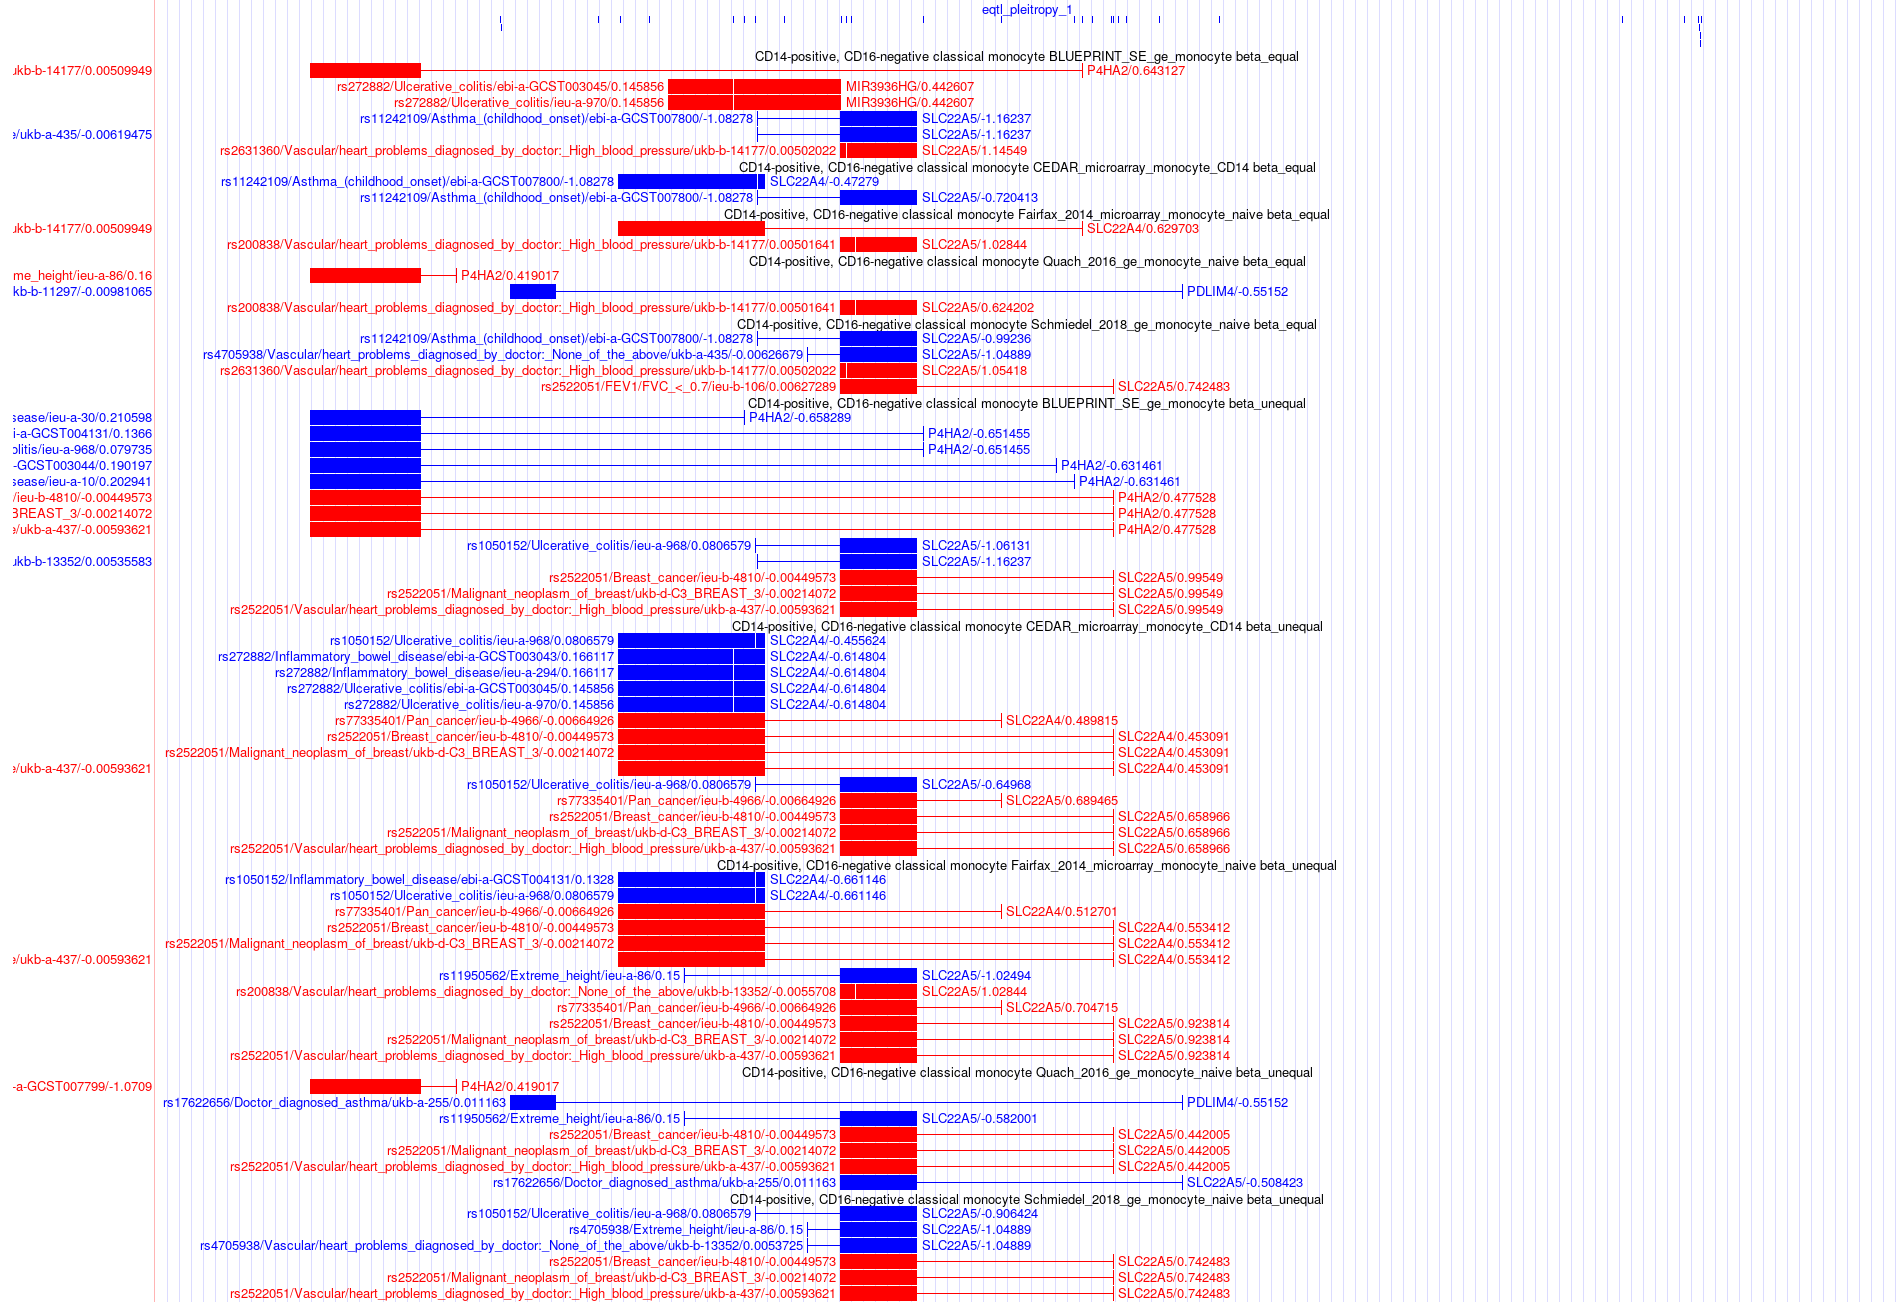 eqtl_pleitropy_1
CD14-positive, CD16-negative classical monocyte BLUEPRINT_SE_ge_monocyte beta_equal
ukb-b-14177/0.00509949 P4HA2/0.643127
rs272882/Ulcerative_colitis/ebi-a-GCST003045/0.145856 MIR3936HG/0.442607
rs272882/Ulcerative_colitis/ieu-a-970/0.145856 MIR3936HG/0.442607
rs11242109/Asthma_(childhood_onset)/ebi-a-GCST007800/-1.08278 SLC22A5/-1.16237
e/ukb-a-435/-0.00619475 SLC22A5/-1.16237
rs2631360/Vascular/heart_problems_diagnosed_by_doctor:_High_blood_pressure/ukb-b-14177/0.00502022 SLC22A5/1.14549
CD14-positive, CD16-negative classical monocyte CEDAR_microarray_monocyte_CD14 beta_equal
rs11242109/Asthma_(childhood_onset)/ebi-a-GCST007800/-1.08278 SLC22A4/-0.47279
rs11242109/Asthma_(childhood_onset)/ebi-a-GCST007800/-1.08278 SLC22A5/-0.720413
CD14-positive, CD16-negative classical monocyte Fairfax_2014_microarray_monocyte_naive beta_equal
ukb-b-14177/0.00509949 SLC22A4/0.629703
rs200838/Vascular/heart_problems_diagnosed_by_doctor:_High_blood_pressure/ukb-b-14177/0.00501641 SLC22A5/1.02844
CD14-positive, CD16-negative classical monocyte Quach_2016_ge_monocyte_naive beta_equal
me_height/ieu-a-86/0.16 P4HA2/0.419017
kb-b-11297/-0.00981065 PDLIM4/-0.55152
rs200838/Vascular/heart_problems_diagnosed_by_doctor:_High_blood_pressure/ukb-b-14177/0.00501641 SLC22A5/0.624202
CD14-positive, CD16-negative classical monocyte Schmiedel_2018_ge_monocyte_naive beta_equal
rs11242109/Asthma_(childhood_onset)/ebi-a-GCST007800/-1.08278 SLC22A5/-0.99236
rs4705938/Vascular/heart_problems_diagnosed_by_doctor:_None_of_the_above/ukb-a-435/-0.00626679 SLC22A5/-1.04889
rs2631360/Vascular/heart_problems_diagnosed_by_doctor:_High_blood_pressure/ukb-b-14177/0.00502022 SLC22A5/1.05418
rs2522051/FEV1/FVC_<_0.7/ieu-b-106/0.00627289 SLC22A5/0.742483
CD14-positive, CD16-negative classical monocyte BLUEPRINT_SE_ge_monocyte beta_unequal
sease/ieu-a-30/0.210598 P4HA2/-0.658289
i-a-GCST004131/0.1366 P4HA2/-0.651455
olitis/ieu-a-968/0.079735 P4HA2/-0.651455
-GCST003044/0.190197 P4HA2/-0.631461
sease/ieu-a-10/0.202941 P4HA2/-0.631461
/ieu-b-4810/-0.00449573 P4HA2/0.477528
BREAST_3/-0.00214072 P4HA2/0.477528
e/ukb-a-437/-0.00593621 P4HA2/0.477528
rs1050152/Ulcerative_colitis/ieu-a-968/0.0806579 SLC22A5/-1.06131
ukb-b-13352/0.00535583 SLC22A5/-1.16237
rs2522051/Breast_cancer/ieu-b-4810/-0.00449573 SLC22A5/0.99549
rs2522051/Malignant_neoplasm_of_breast/ukb-d-C3_BREAST_3/-0.00214072 SLC22A5/0.99549
rs2522051/Vascular/heart_problems_diagnosed_by_doctor:_High_blood_pressure/ukb-a-437/-0.00593621 SLC22A5/0.99549
CD14-positive, CD16-negative classical monocyte CEDAR_microarray_monocyte_CD14 beta_unequal
rs1050152/Ulcerative_colitis/ieu-a-968/0.0806579 SLC22A4/-0.455624
rs272882/Inflammatory_bowel_disease/ebi-a-GCST003043/0.166117 SLC22A4/-0.614804
rs272882/Inflammatory_bowel_disease/ieu-a-294/0.166117 SLC22A4/-0.614804
rs272882/Ulcerative_colitis/ebi-a-GCST003045/0.145856 SLC22A4/-0.614804
rs272882/Ulcerative_colitis/ieu-a-970/0.145856 SLC22A4/-0.614804
rs77335401/Pan_cancer/ieu-b-4966/-0.00664926 SLC22A4/0.489815
rs2522051/Breast_cancer/ieu-b-4810/-0.00449573 SLC22A4/0.453091
rs2522051/Malignant_neoplasm_of_breast/ukb-d-C3_BREAST_3/-0.00214072 SLC22A4/0.453091
e/ukb-a-437/-0.00593621 SLC22A4/0.453091
rs1050152/Ulcerative_colitis/ieu-a-968/0.0806579 SLC22A5/-0.64968
rs77335401/Pan_cancer/ieu-b-4966/-0.00664926 SLC22A5/0.689465
rs2522051/Breast_cancer/ieu-b-4810/-0.00449573 SLC22A5/0.658966
rs2522051/Malignant_neoplasm_of_breast/ukb-d-C3_BREAST_3/-0.00214072 SLC22A5/0.658966
rs2522051/Vascular/heart_problems_diagnosed_by_doctor:_High_blood_pressure/ukb-a-437/-0.00593621 SLC22A5/0.658966
CD14-positive, CD16-negative classical monocyte Fairfax_2014_microarray_monocyte_naive beta_unequal
rs1050152/Inflammatory_bowel_disease/ebi-a-GCST004131/0.1328 SLC22A4/-0.661146
rs1050152/Ulcerative_colitis/ieu-a-968/0.0806579 SLC22A4/-0.661146
rs77335401/Pan_cancer/ieu-b-4966/-0.00664926 SLC22A4/0.512701
rs2522051/Breast_cancer/ieu-b-4810/-0.00449573 SLC22A4/0.553412
rs2522051/Malignant_neoplasm_of_breast/ukb-d-C3_BREAST_3/-0.00214072 SLC22A4/0.553412
e/ukb-a-437/-0.00593621 SLC22A4/0.553412
rs11950562/Extreme_height/ieu-a-86/0.15 SLC22A5/-1.02494
rs200838/Vascular/heart_problems_diagnosed_by_doctor:_None_of_the_above/ukb-b-13352/-0.0055708 SLC22A5/1.02844
rs77335401/Pan_cancer/ieu-b-4966/-0.00664926 SLC22A5/0.704715
rs2522051/Breast_cancer/ieu-b-4810/-0.00449573 SLC22A5/0.923814
rs2522051/Malignant_neoplasm_of_breast/ukb-d-C3_BREAST_3/-0.00214072 SLC22A5/0.923814
rs2522051/Vascular/heart_problems_diagnosed_by_doctor:_High_blood_pressure/ukb-a-437/-0.00593621 SLC22A5/0.923814
CD14-positive, CD16-negative classical monocyte Quach_2016_ge_monocyte_naive beta_unequal
-a-GCST007799/-1.0709 P4HA2/0.419017
rs17622656/Doctor_diagnosed_asthma/ukb-a-255/0.011163 PDLIM4/-0.55152
rs11950562/Extreme_height/ieu-a-86/0.15 SLC22A5/-0.582001
rs2522051/Breast_cancer/ieu-b-4810/-0.00449573 SLC22A5/0.442005
rs2522051/Malignant_neoplasm_of_breast/ukb-d-C3_BREAST_3/-0.00214072 SLC22A5/0.442005
rs2522051/Vascular/heart_problems_diagnosed_by_doctor:_High_blood_pressure/ukb-a-437/-0.00593621 SLC22A5/0.442005
rs17622656/Doctor_diagnosed_asthma/ukb-a-255/0.011163 SLC22A5/-0.508423
CD14-positive, CD16-negative classical monocyte Schmiedel_2018_ge_monocyte_naive beta_unequal
rs1050152/Ulcerative_colitis/ieu-a-968/0.0806579 SLC22A5/-0.906424
rs4705938/Extreme_height/ieu-a-86/0.15 SLC22A5/-1.04889
rs4705938/Vascular/heart_problems_diagnosed_by_doctor:_None_of_the_above/ukb-b-13352/0.0053725 SLC22A5/-1.04889
rs2522051/Breast_cancer/ieu-b-4810/-0.00449573 SLC22A5/0.742483
rs2522051/Malignant_neoplasm_of_breast/ukb-d-C3_BREAST_3/-0.00214072 SLC22A5/0.742483
rs2522051/Vascular/heart_problems_diagnosed_by_doctor:_High_blood_pressure/ukb-a-437/-0.00593621 SLC22A5/0.742483